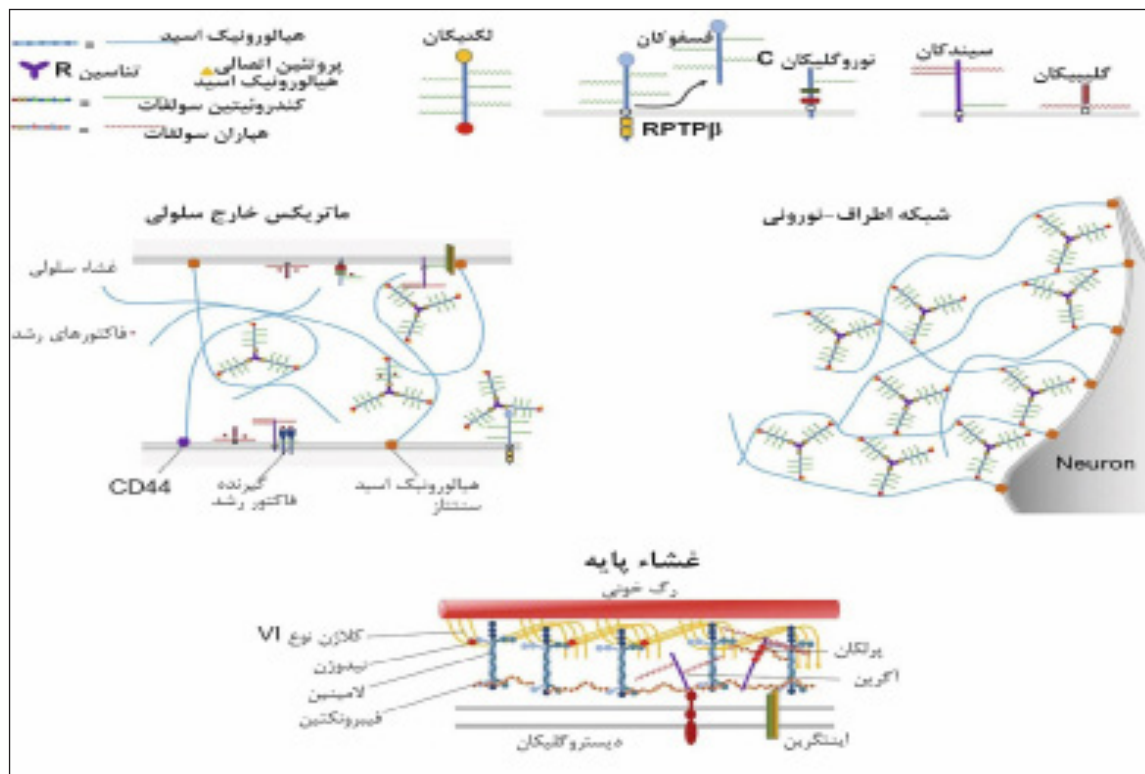 هیالورونیک اسید
تناسین R
پروتئین اتصالی
هیالورونیک اسید
کندرویتین سولفات
هپاران سولفات
لکتیکان
فسفوکان
RPTPβ
نوروگلیکان C
سیندکان
گلیپیکان
ماتریکس خارج سلولی
غشاء سلولی
فاکتورهای رشد
CD44
گیرنده
فاکتور رشد
هیالورونیک اسید
سنتتاز
شبکه اطراف-نورونی
Neuron
غشاء پایه
رگ خونی
کلاژن نوع VI
نیدوژن
لامینین
فیبرونکتین
پرلکان
آگرین
دیستروگلیکان
اینتگرین